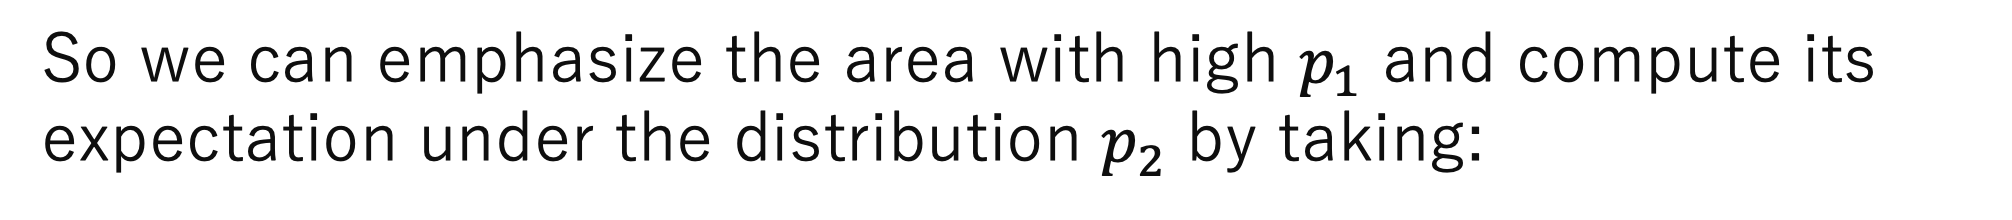 So we can emphasize the area with high p₁ and compute its
expectation under the distribution p₂ by taking: